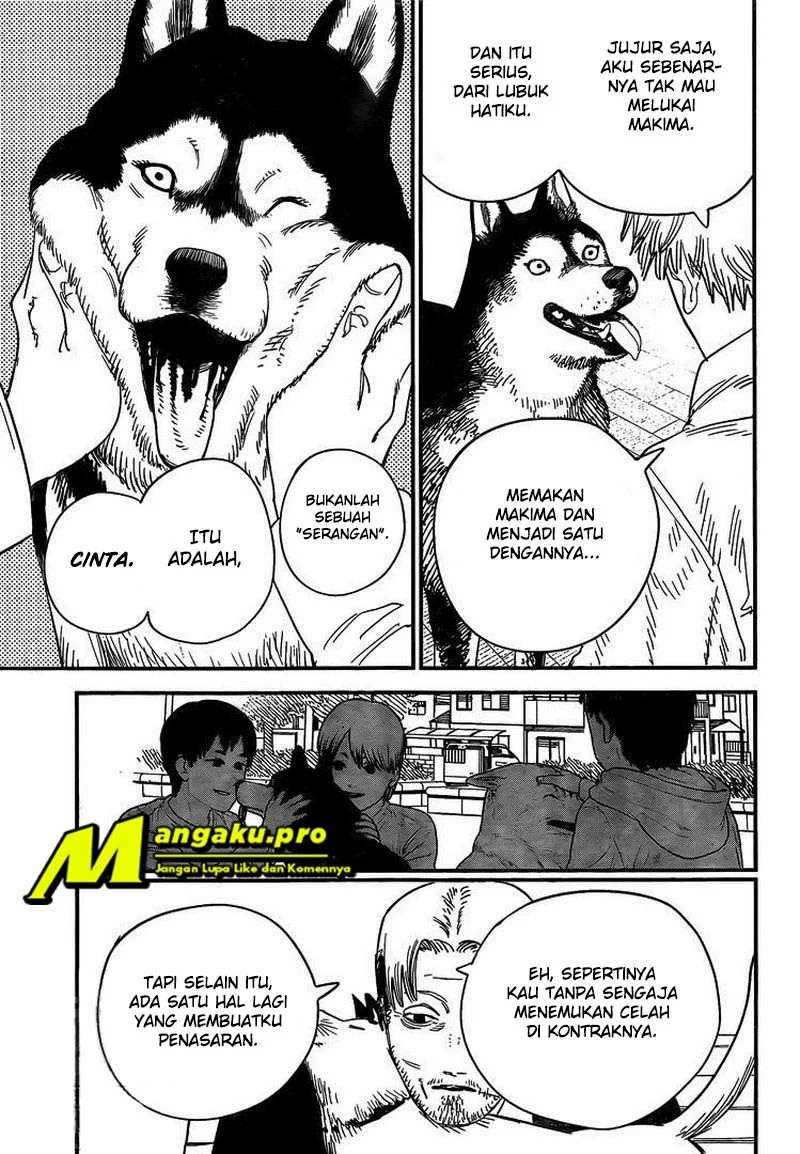 JUJUR SAJA,
AKU SEBENAR-
NYA TAK MAU
MELUKAI
MAKIMA.
DAN ITU
SERIUS,
DARI LUBUK
HATIKU.
MEMAKAN
MAKIMA DAN
MENJADI SATU
DENGANNYA...
BUKANLAH
SEBUAH
"SERANGAN".
ITU
ADALAH,
CINTA.
Mangaku.pro
Jangan Lupa Like dan Komennya
EH, SEPERTINYA
KAU TANPA SENGAJA
MENEMUKAN CELAH
DI KONTRAKNYA.
TAPI SELAIN ITU,
ADA SATU HAL LAGI
YANG MEMBUATKU
PENASARAN.